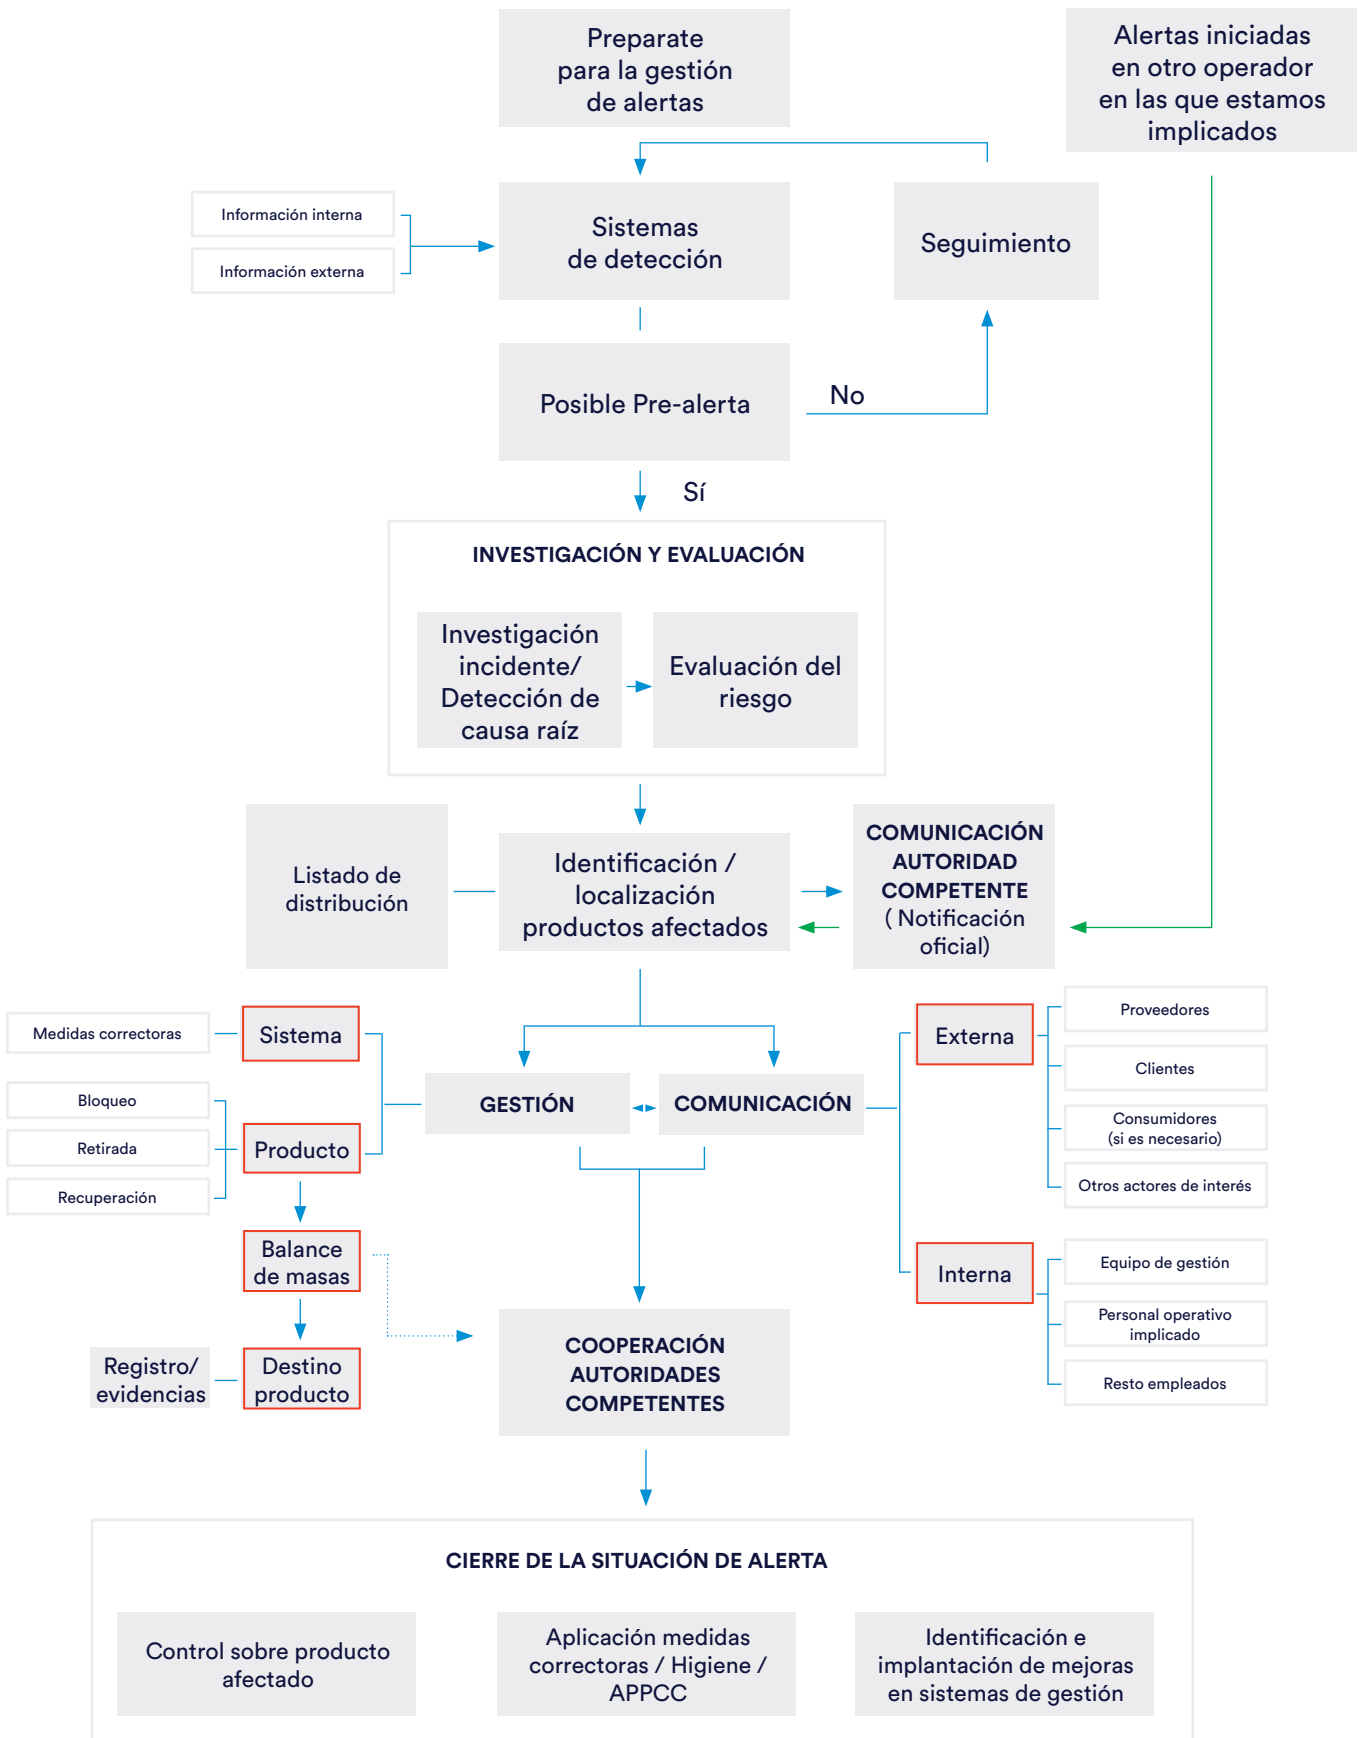 Preparate
para la gestión
de alertas
Alertas iniciadas
en otro operador
en las que estamos
implicados
Información interna
Información externa
Sistemas
de detección
Seguimiento
Posible Pre-alerta
No
Sí
INVESTIGACIÓN Y EVALUACIÓN
Investigación
incidente/
Detección de
causa raíz
Evaluación del
riesgo
Listado de
distribución
Identificación /
localización
productos afectados
COMUNICACIÓN
AUTORIDAD
COMPETENTE
( Notificación
oficial)
Medidas correctoras
Sistema
Bloqueo
Retirada
Recuperación
Producto
GESTIÓN
COMUNICACIÓN
Externa
Proveedores
Clientes
Consumidores
(si es necesario)
Otros actores de interés
Balance
de masas
Interna
Equipo de gestión
Personal operativo
implicado
Resto empleados
Registro/
evidencias
Destino
producto
COOPERACIÓN
AUTORIDADES
COMPETENTES
CIERRE DE LA SITUACIÓN DE ALERTA
Control sobre producto
afectado
Aplicación medidas
correctoras / Higiene /
APPCC
Identificación e
implantación de mejoras
en sistemas de gestión